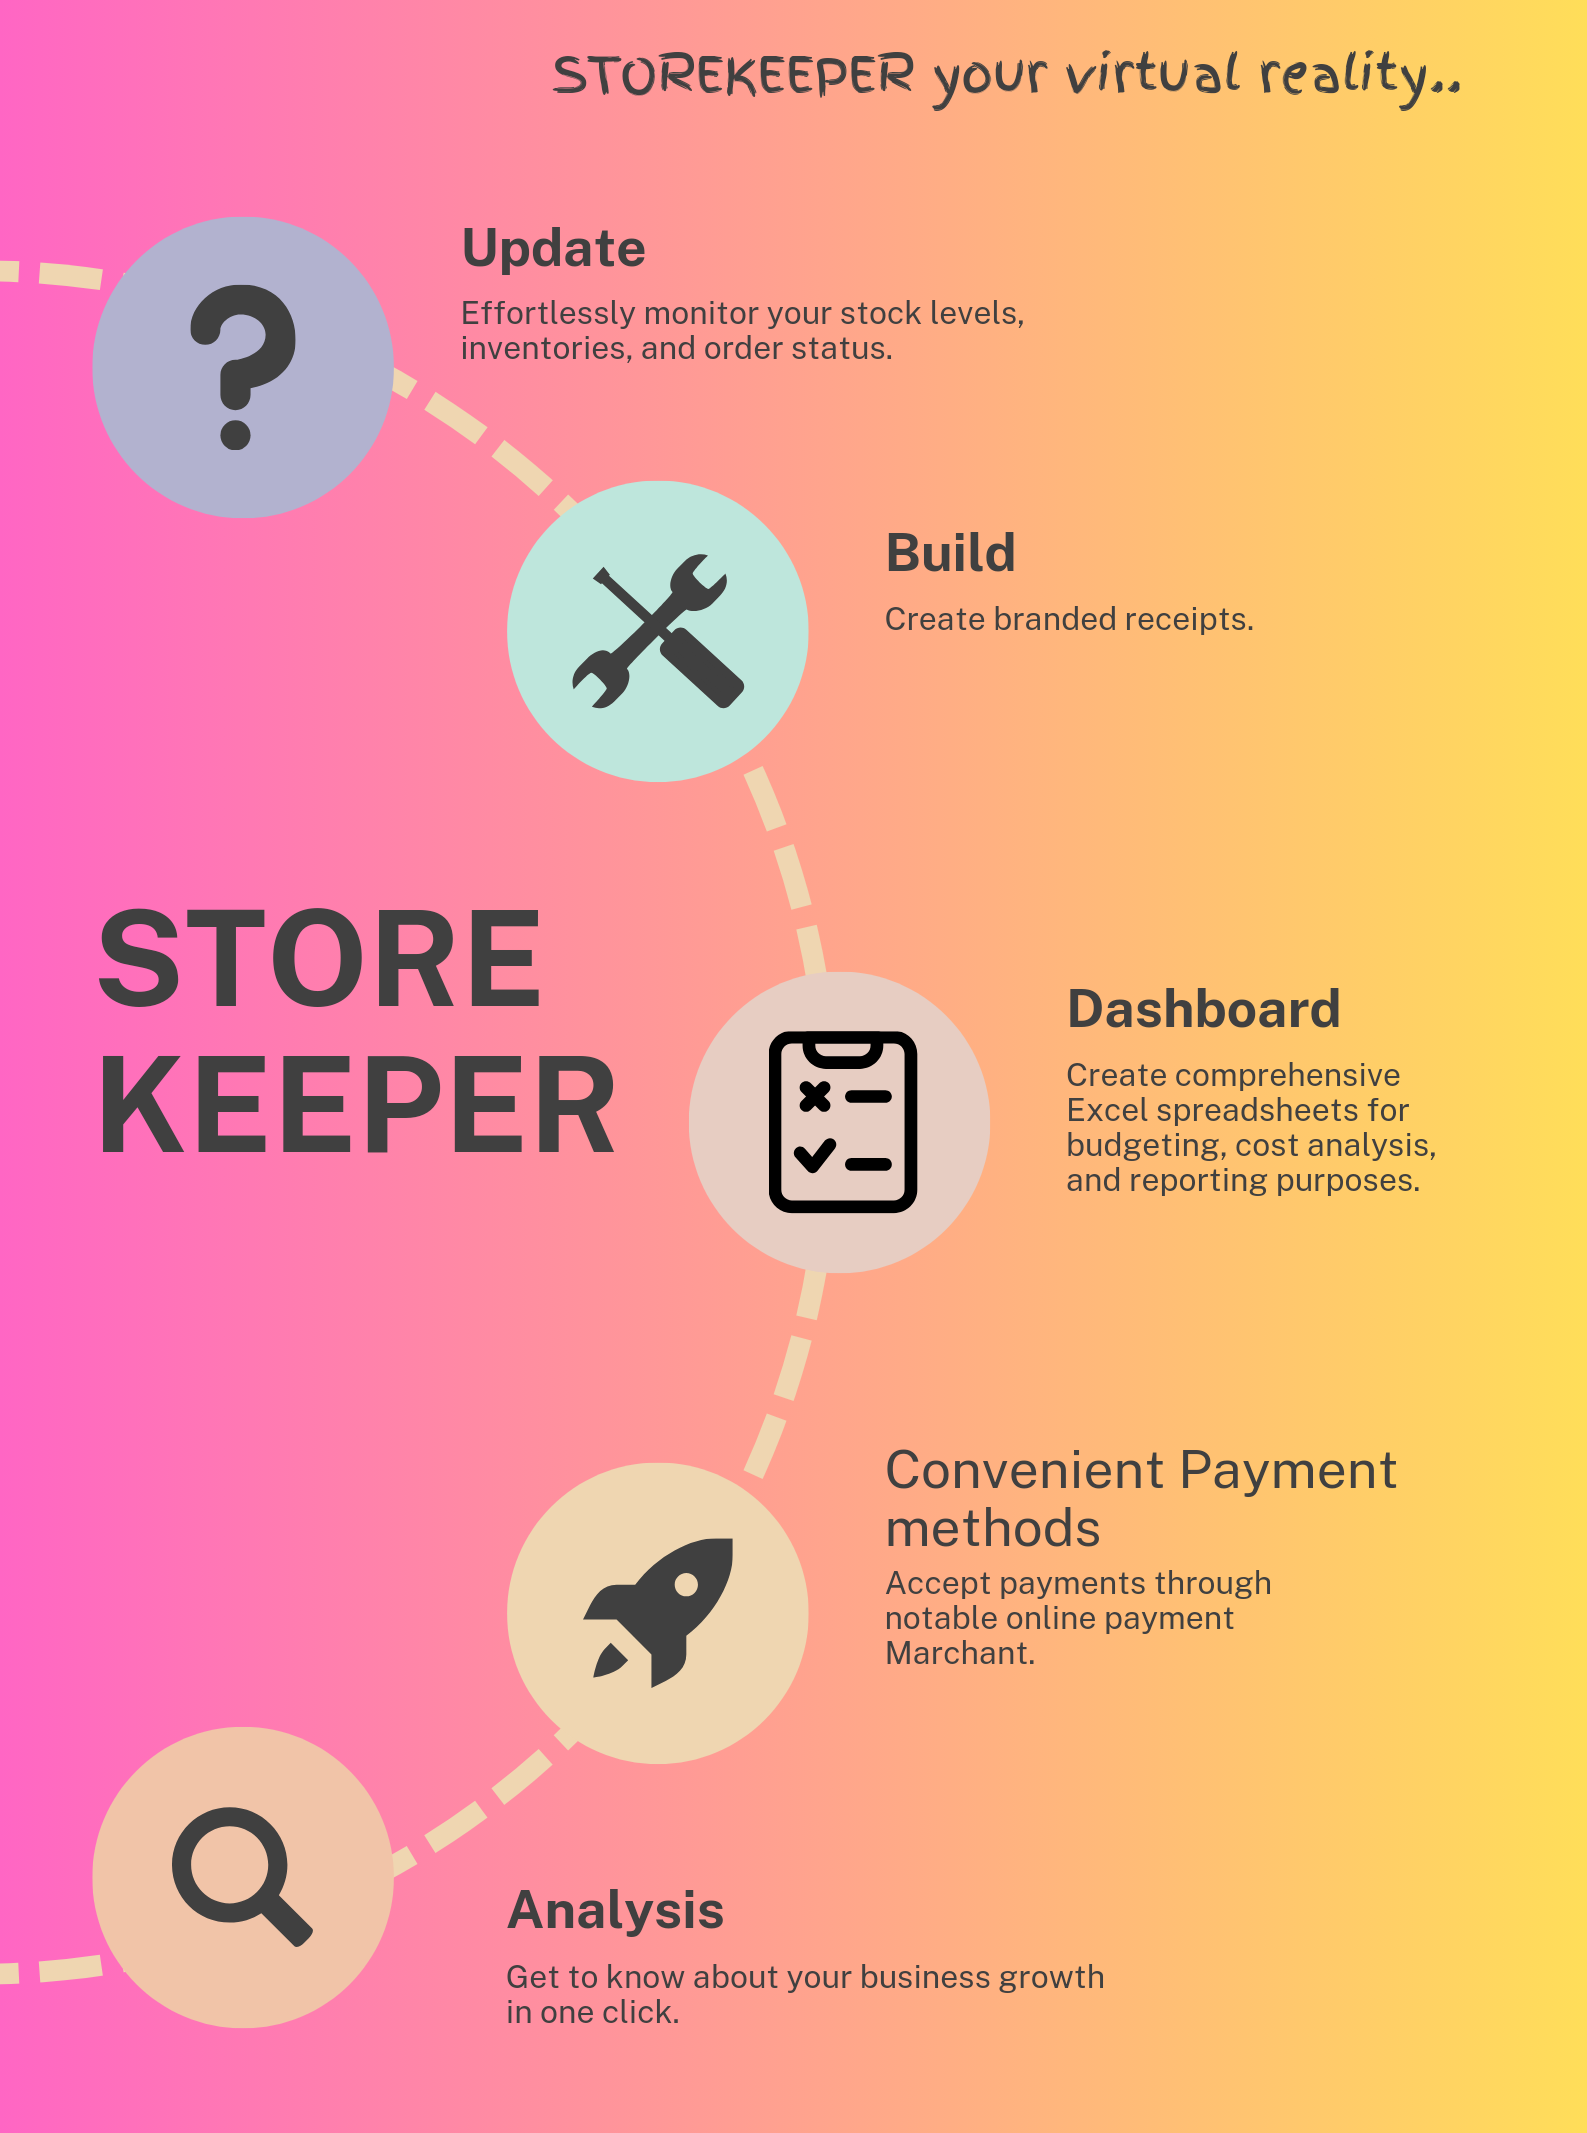 STOREKEEPER your virtual reality..
Update
Effortlessly monitor your stock levels,
inventories, and order status.
Build
Create branded receipts.
STORE
KEEPER
Dashboard
Create comprehensive
Excel spreadsheets for
budgeting, cost analysis,
and reporting purposes.
Convenient Payment
methods
Accept payments through
notable online payment
Marchant.
Analysis
Get to know about your business growth
in one click.